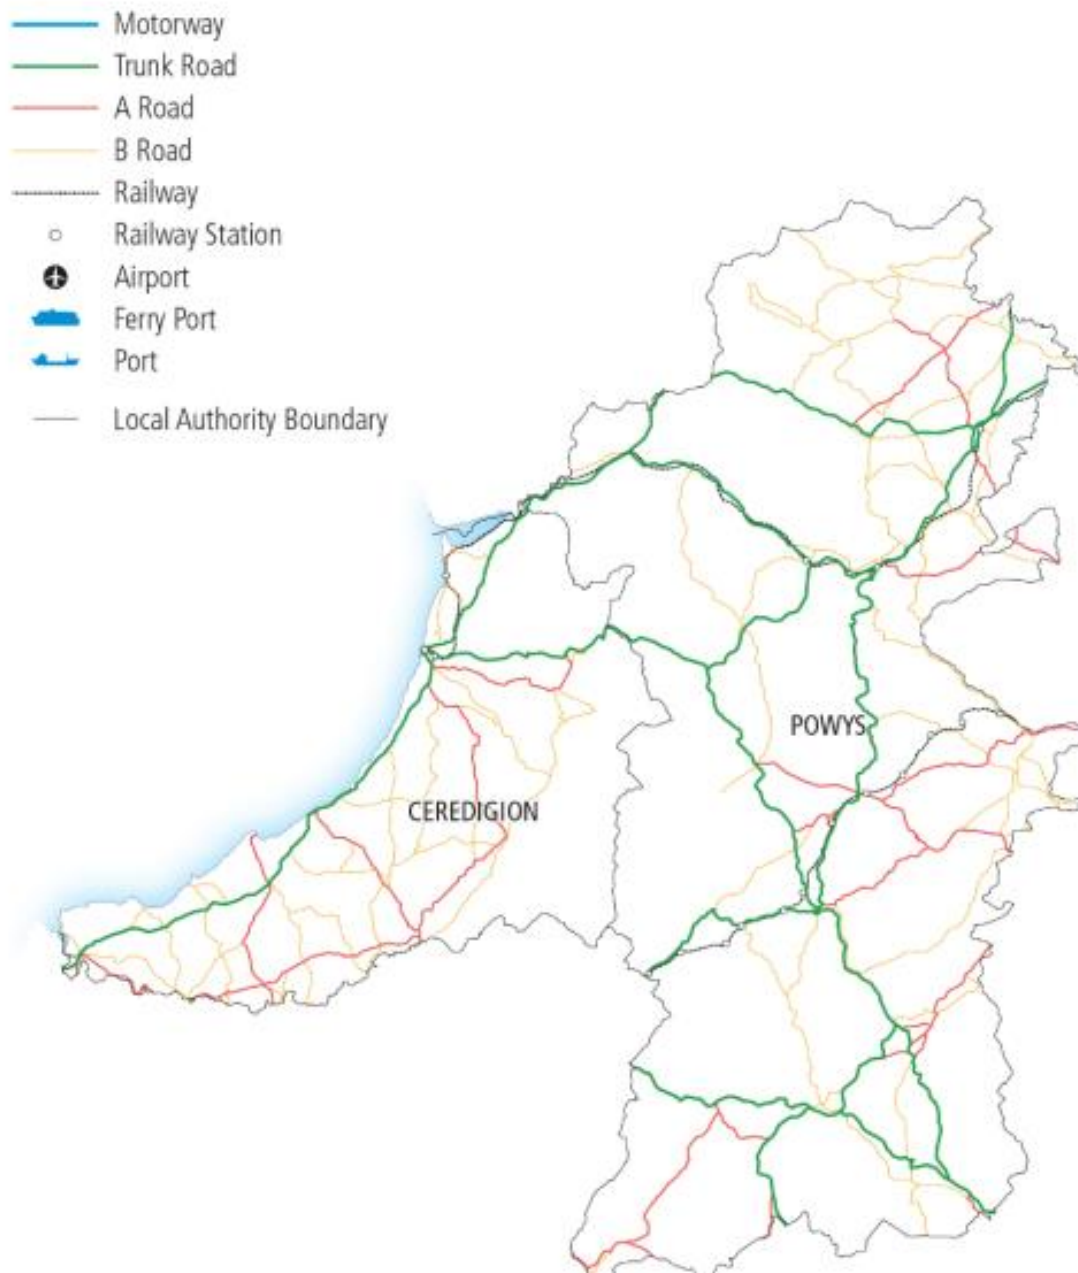 Motorway
Trunk Road
A Road
B Road
Railway
Railway Station
Airport
Ferry Port
Port
Local Authority Boundary
POWYS
CEREDIGION